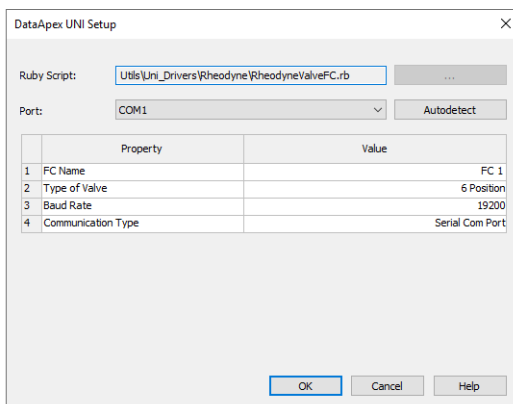 DataApex UNI Setup
Ruby Script: Utils\Uni_Drivers\Rheodyne\RheodyneValveFC.rb ...
Port: COM1 Autodetect
Property Value
1 FC Name FC 1
2 Type of Valve 6 Position
3 Baud Rate 19200
4 Communication Type Serial Com Port
OK Cancel Help